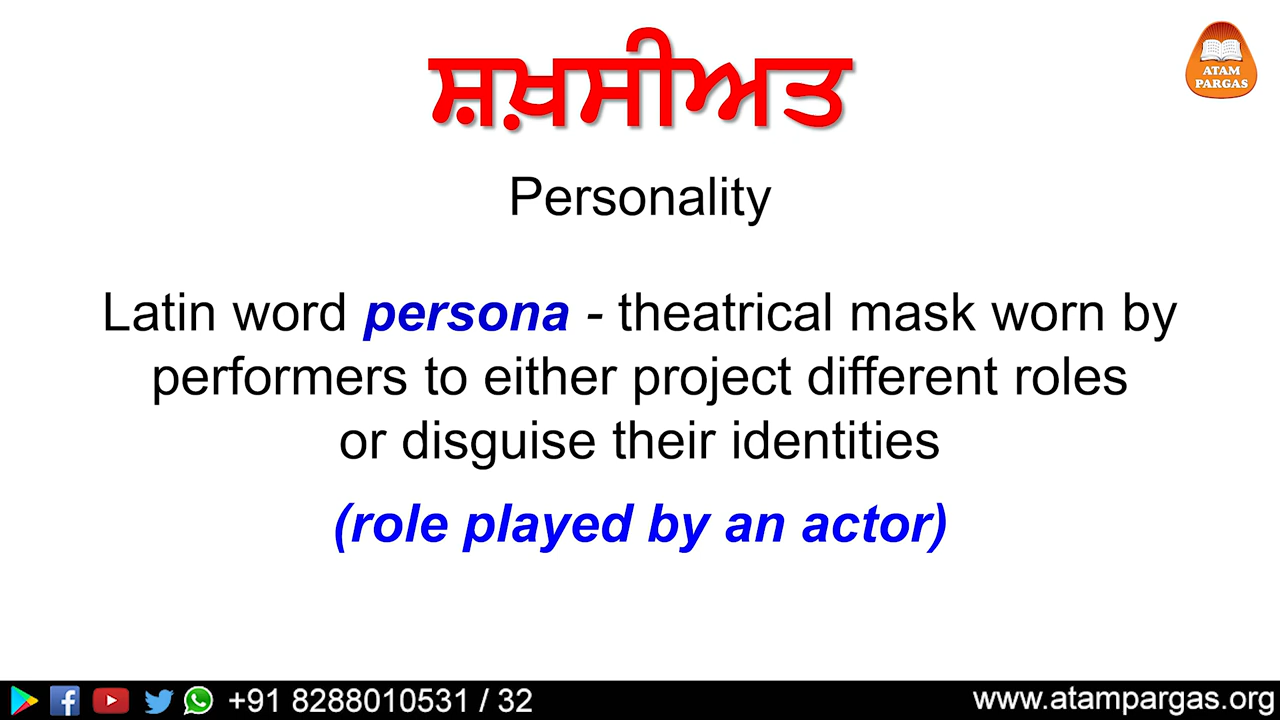 ਸ਼ਖ਼ਸੀਅਤ
ATAM
PARGAS
Personality
Latin word persona - theatrical mask worn by
performers to either project different roles
or disguise their identities
(role played by an actor)
+91 8288010531 / 32
www.atampargas.org